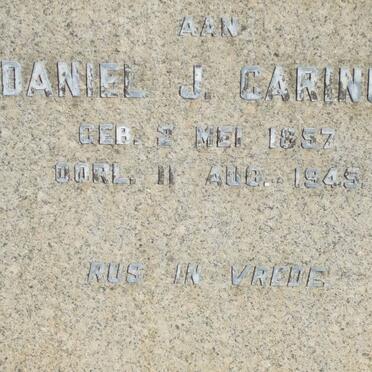 AAN
DANIEL J. CARIN
GEB. 2 MEI 1857
OORL. 11 AUG. 1945.
RUS IN VREDE